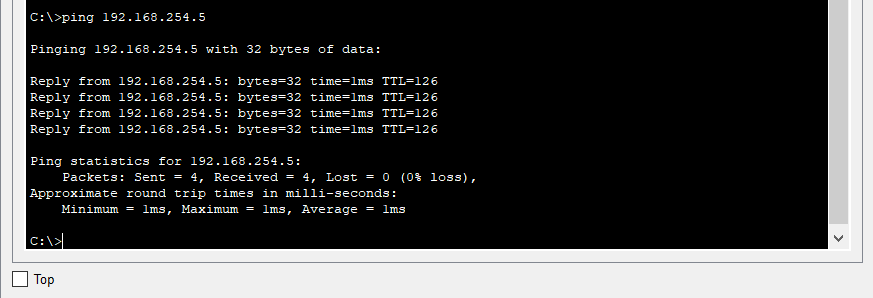 C:\>ping 192.168.254.5
Pinging 192.168.254.5 with 32 bytes of data:
Reply from 192.168.254.5: bytes=32 time=1ms TTL=126
Reply from 192.168.254.5: bytes=32 time=1ms TTL=126
Reply from 192.168.254.5: bytes=32 time=1ms TTL=126
Reply from 192.168.254.5: bytes=32 time=1ms TTL=126
Ping statistics for 192.168.254.5:
Packets: Sent = 4, Received = 4, Lost = 0 (0% loss),
Approximate round trip times in milli-seconds:
Minimum = 1ms, Maximum = 1ms, Average = 1ms
C:\>
Top